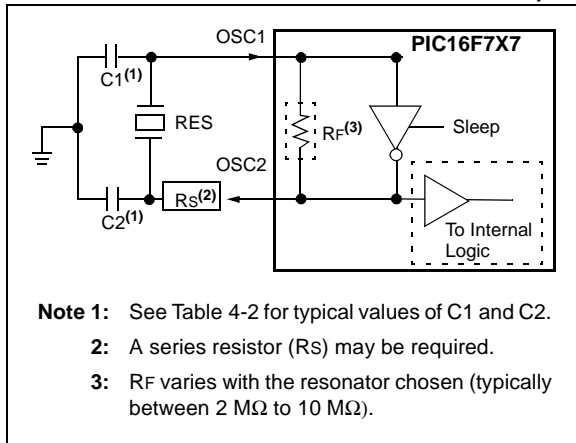 OSC1
PIC16F7X7
C1(1)
RES
RF(3)
Sleep
OSC2
C2(1)
RS(2)
To Internal
Logic
Note 1: See Table 4-2 for typical values of C1 and C2.
2: A series resistor (RS) may be required.
3: RF varies with the resonator chosen (typically
between 2 MΩ to 10 MΩ).